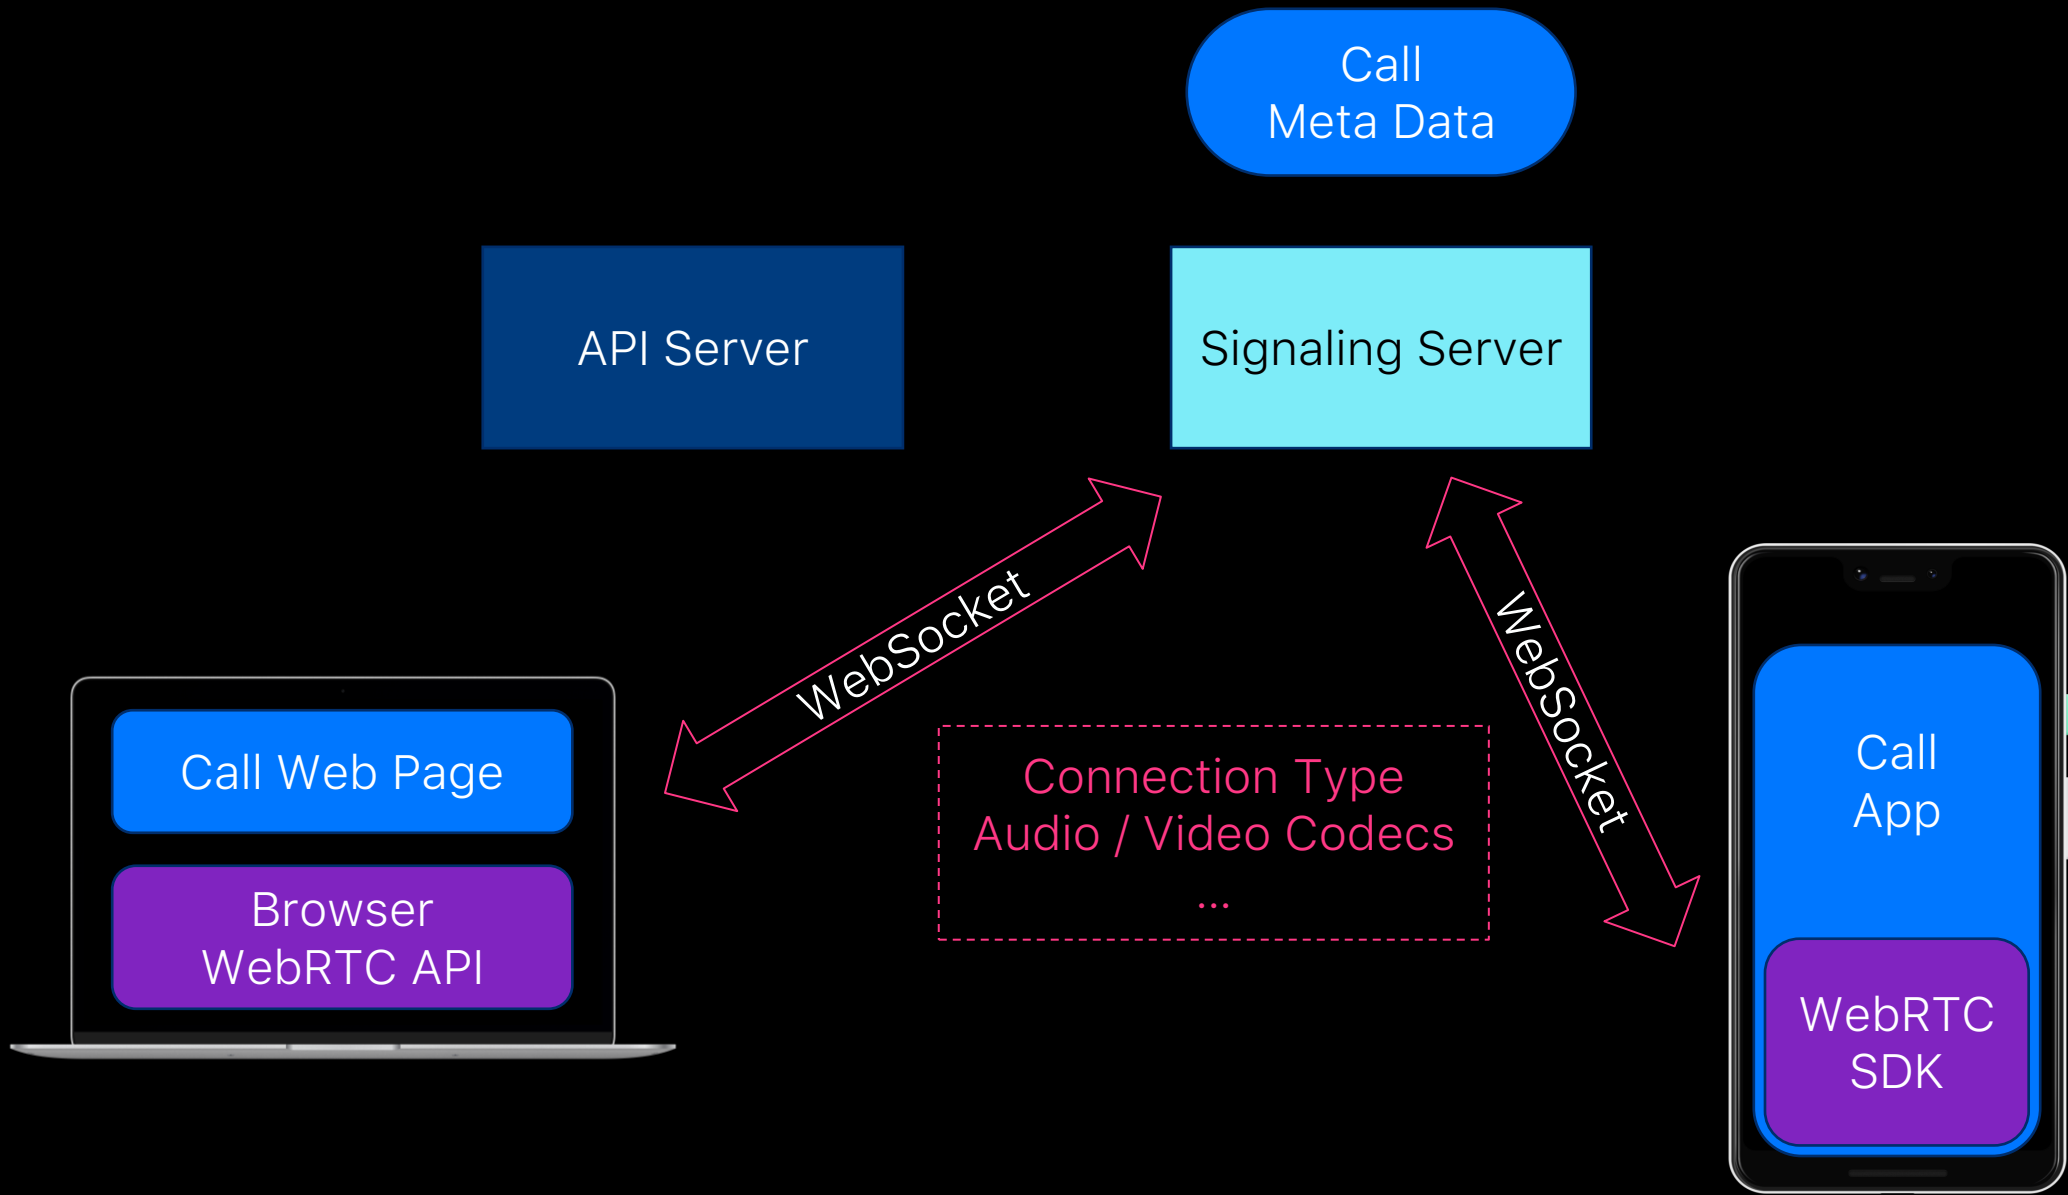 Call
Meta Data
API Server
Signaling Server
WebSocket
WebSocket
Call Web Page
Browser
WebRTC API
Connection Type
Audio / Video Codecs
...
Call
App
WebRTC
SDK